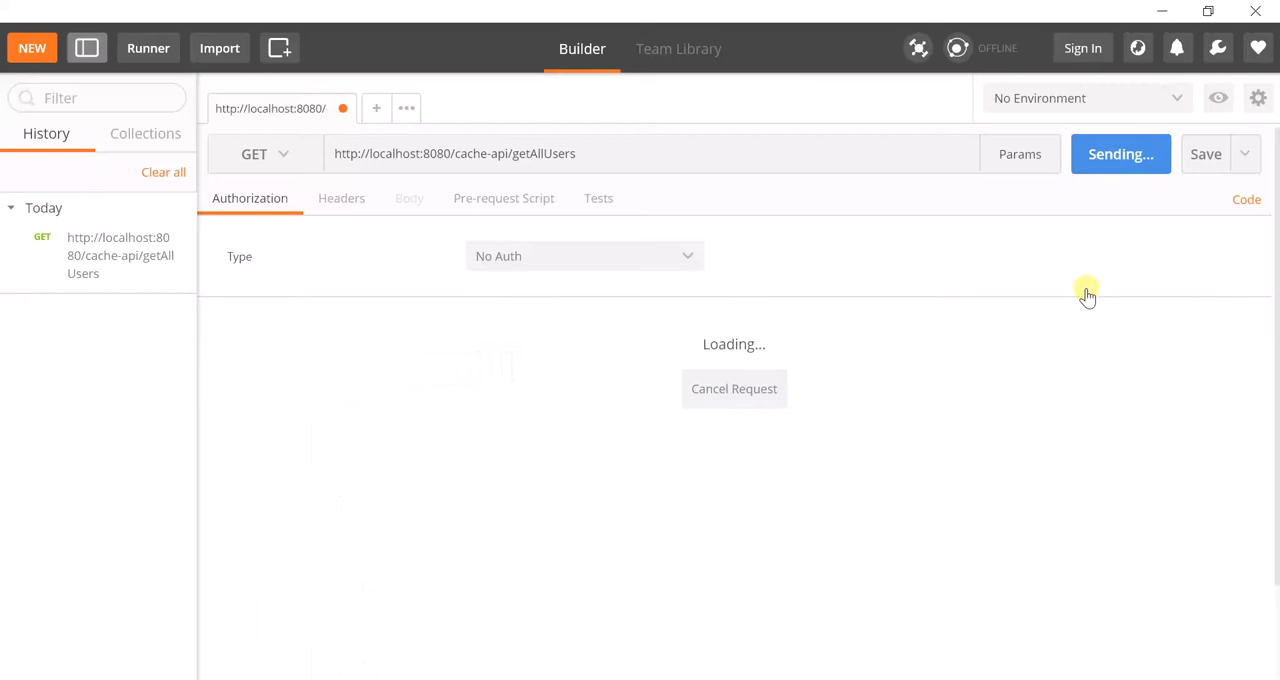 NEW
Runner
Import
Builder
Team Library
OFFLINE
Sign In
Filter
History
Collections
Clear all
Today
GET
http://localhost:80
80/cache-api/getAll
Users
http://localhost:8080/
No Environment
GET
http://localhost:8080/cache-api/getAllUsers
Params
Sending...
Save
Authorization
Headers
Body
Pre-request Script
Tests
Code
Type
No Auth
Loading...
Cancel Request